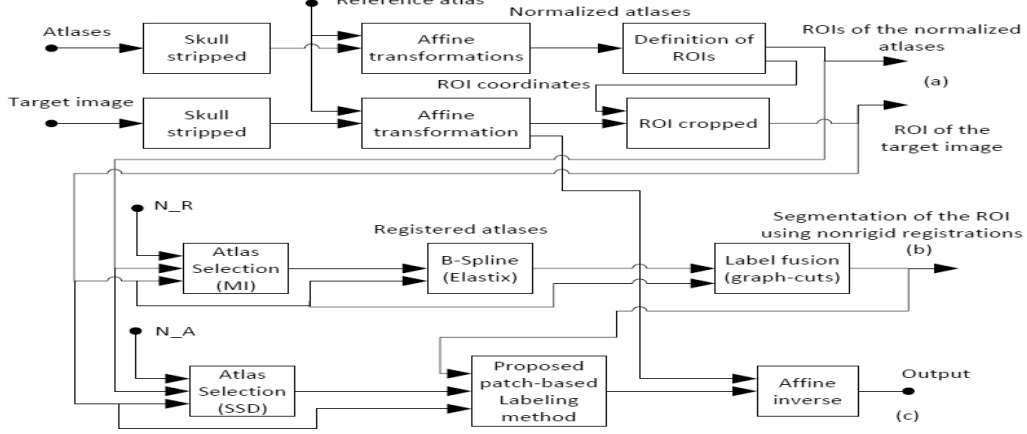 Reference atlas
Atlases
Skull
stripped
Affine
transformations
Normalized atlases
Definition of
ROIs
ROIs of the normalized
atlases
(a)
ROI coordinates
Target image
Skull
stripped
Affine
transformation
ROI cropped
ROI of the
target image
N_R
Atlas
Selection
(MI)
Registered atlases
B-Spline
(Elastix)
Label fusion
(graph-cuts)
Segmentation of the ROI
using nonrigid registrations
(b)
N_A
Atlas
Selection
(SSD)
Proposed
patch-based
Labeling
method
Affine
inverse
Output
(c)